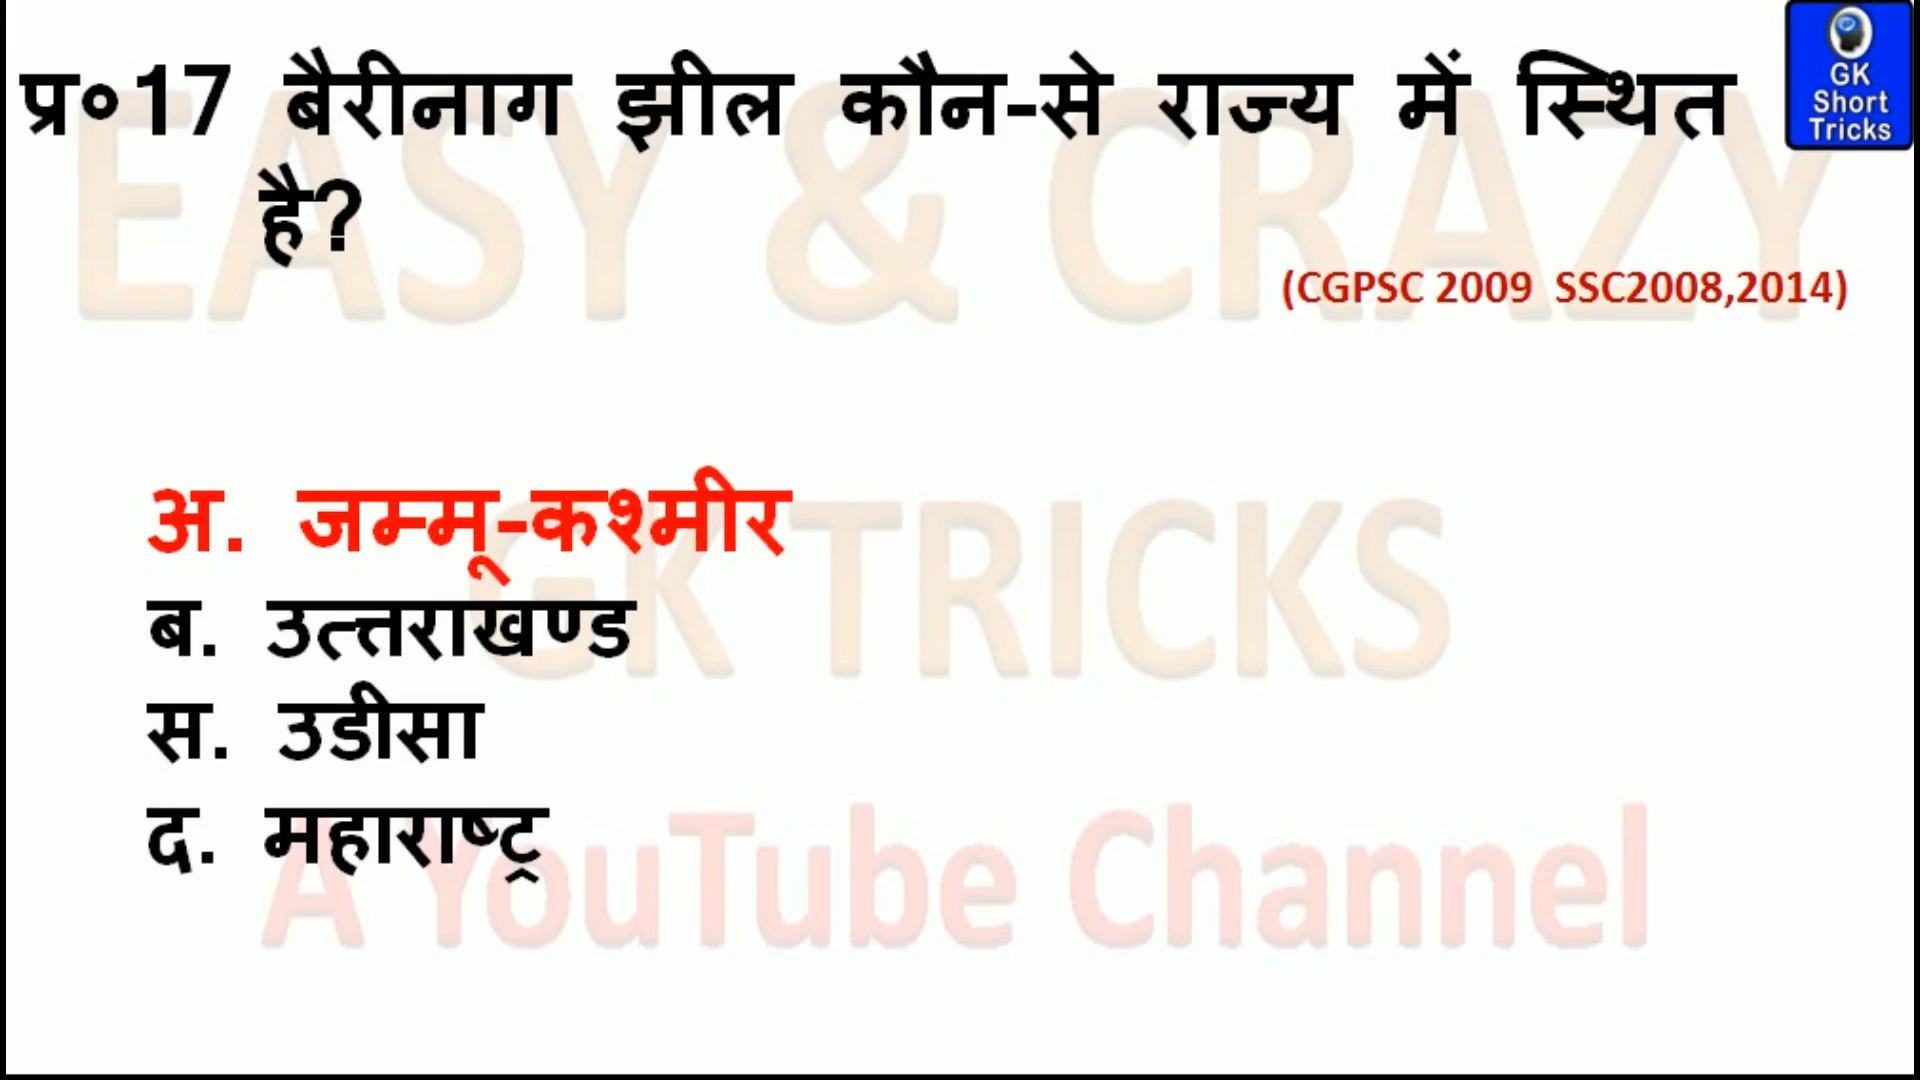 प्र०17 बैरीनाग झील कौन-से राज्य में स्थित
है?
(CGPSC 2009 SSC2008,2014)
अ. जम्मू-कश्मीर
ब. उत्तराखण्ड
स. उडीसा
द. महाराष्ट्र
GK
Short
Tricks
EASY & CRAZY
GK TRICKS
A YouTube Channel